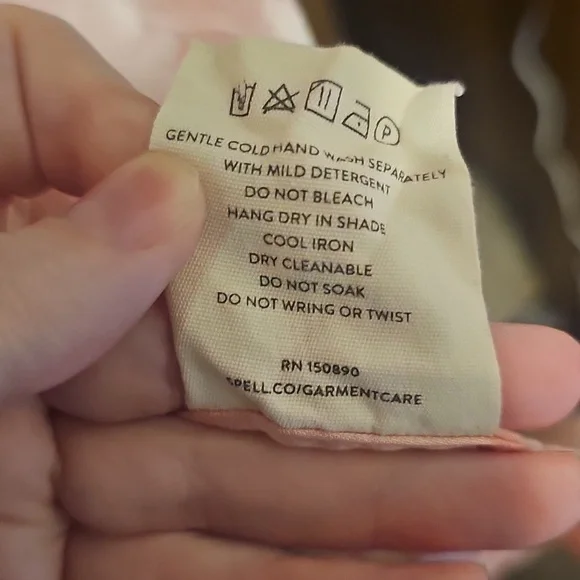 P
GENTLE COLD HAND WASH SEPARATELY
WITH MILD DETERGENT
DO NOT BLEACH
HANG DRY IN SHADE
COOL IRON
DRY CLEANABLE
DO NOT SOAK
DO NOT WRING OR TWIST
RN 150890
SPELL.CO/GARMENTCARE